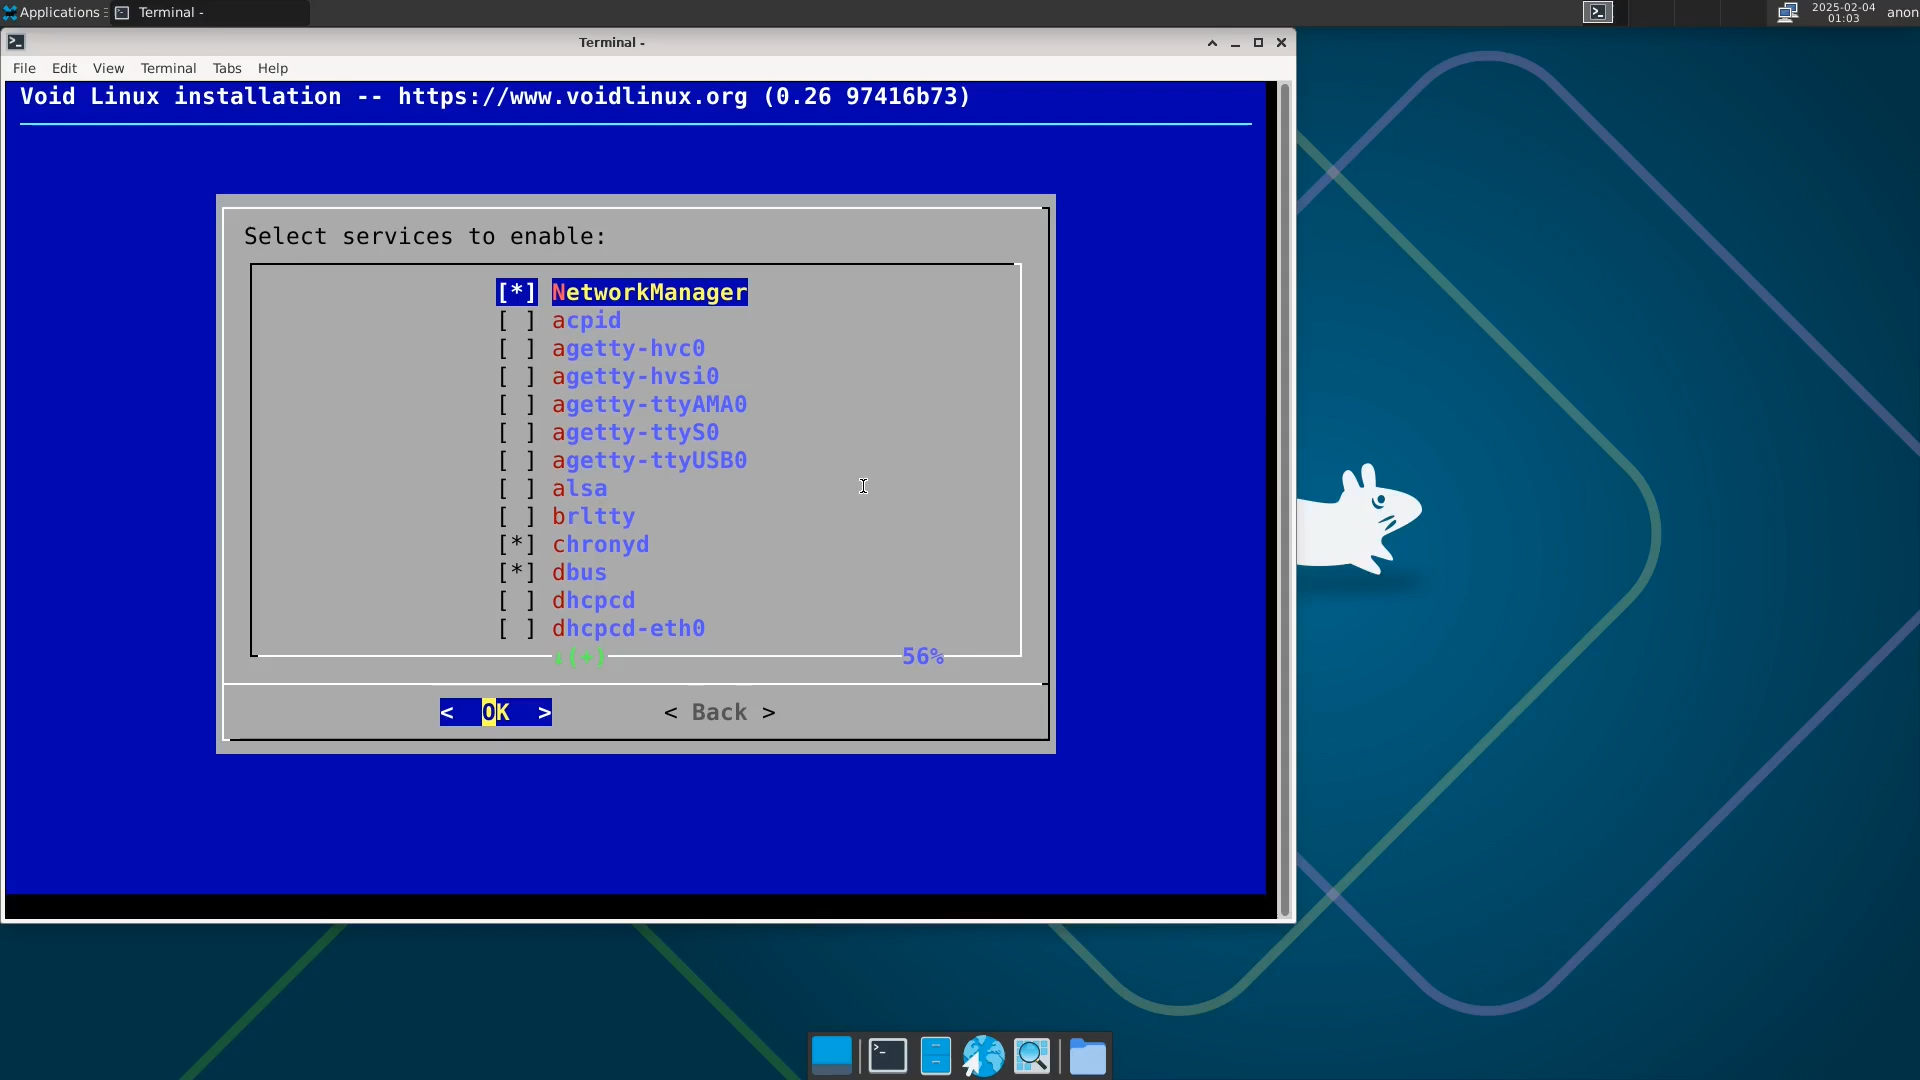 Applications
Terminal -
2025-02-04
01:03
anon
Terminal -
File Edit View Terminal Tabs Help
Void Linux installation -- https://www.voidlinux.org (0.26 97416b73)
Select services to enable:
[*] NetworkManager
[ ] acpid
[ ] agetty-hvc0
[ ] agetty-hvsi0
[ ] agetty-ttyAMA0
[ ] agetty-ttyS0
[ ] agetty-ttyUSB0
[ ] alsa
[ ] brltty
[*] chronyd
[*] dbus
[ ] dhcpcd
[ ] dhcpcd-eth0
↓(+) 56%
< OK > < Back >